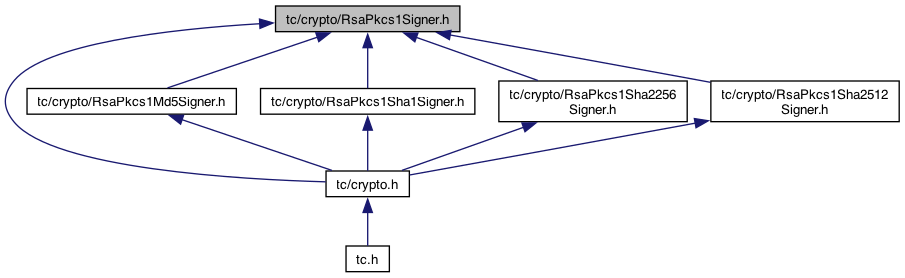 tc/crypto/RsaPkcs1Signer.h
tc/crypto/RsaPkcs1Md5Signer.h
tc/crypto/RsaPkcs1Sha1Signer.h
tc/crypto/RsaPkcs1Sha2256
Signer.h
tc/crypto/RsaPkcs1Sha2512
Signer.h
tc/crypto.h
tc.h